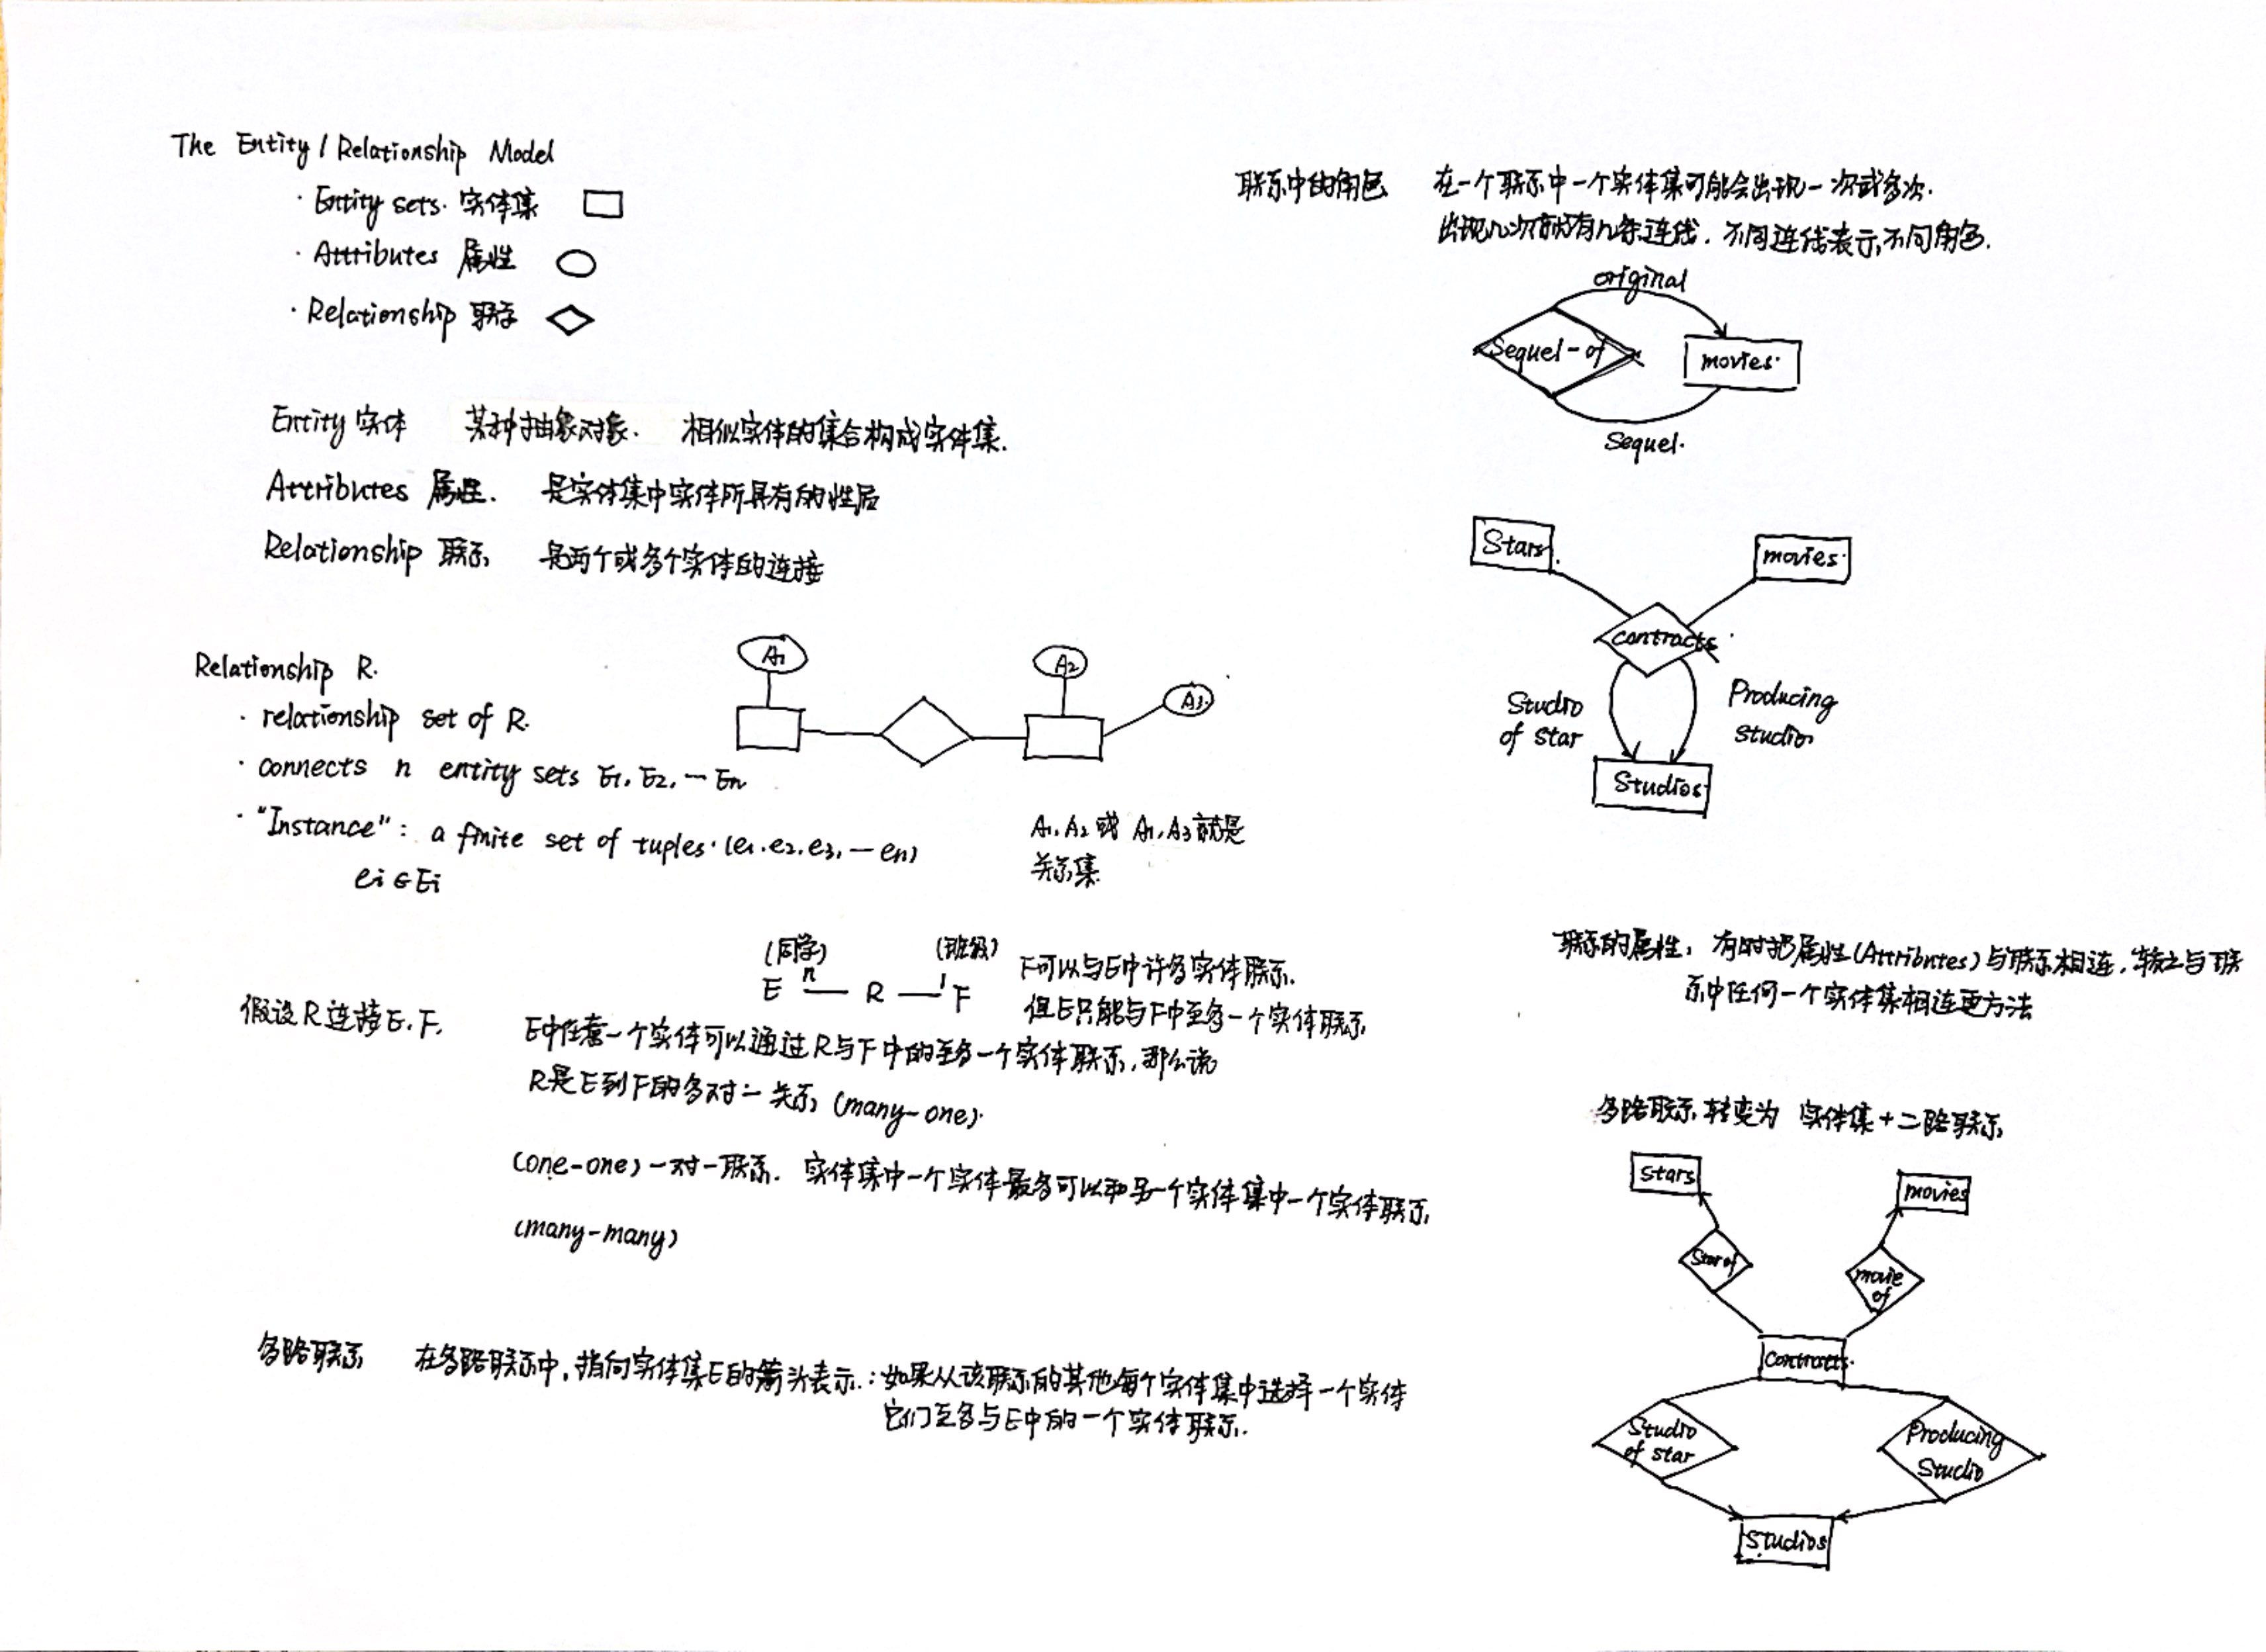 The Entity / Relationship Model
· Entity sets. 实体集
· Attributes 属性
· Relationship 联系
Entity 实体 某种抽象对象. 相似实体的集合构成实体集.
Attributes 属性. 是实体集中实体所具有的性质
Relationship 联系 是两个或多个实体的连接
Relationship R.
· relationship set of R.
· connects n entity sets E1, E2, … En
· "Instance": a finite set of tuples. (e1.e2.e3, … en)
ei ∈ Ei
A1
A2
A3.
A1, A2 或 A1, A3 就是
关系集
(同学) (班级)
E n — R — 1 F
F可以与E中许多实体联系.
但E只能与F中至多一个实体联系
假设R连接E, F.
E中任意一个实体可以通过R与F中的至多一个实体联系, 那么说
R是E到F的多对一关系 (many-one).
(one-one) 一对一联系. 实体集中一个实体最多可以和另一个实体集中一个实体联系
(many-many)
多路联系 在多路联系中, 指向实体集E的箭头表示: 如果从该联系的其他每个实体集中选择一个实体
它们至多与E中的一个实体联系.
联系中的角色 在一个联系中一个实体集可能会出现一次或多次.
出现几次就有几条连线. 不同连线表示不同角色.
original
Sequel-of
movies.
Sequel.
Stars.
movies.
contracts.
Studio
of star
Producing
studio
Studios
联系的属性: 有时把属性(Attributes)与联系相连, 较之与联
系中任何一个实体集相连更方法
多路联系转变为 实体集+二路联系
stars
movies
Star of
movie
of
Contracts.
Studio
of star
Producing
Studio
Studios